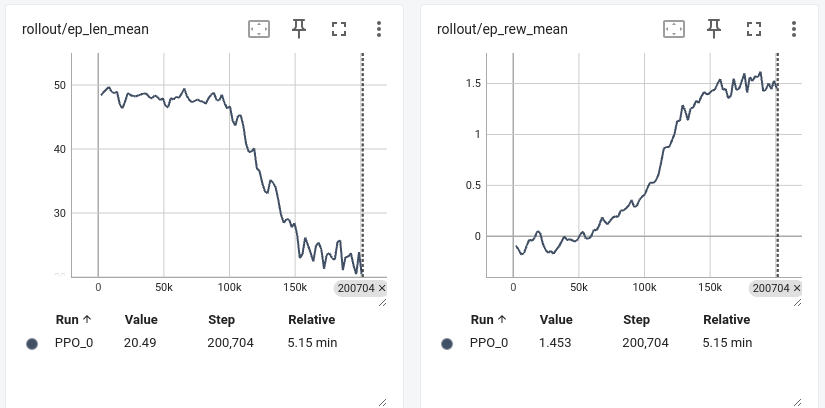 rollout/ep_len_mean
50
40
30
0 50k 100k 150k 200704 ×
Run ↑ Value Step Relative
PPO_0 20.49 200,704 5.15 min
rollout/ep_rew_mean
1.5
1
0.5
0
0 50k 100k 150k 200704 ×
Run ↑ Value Step Relative
PPO_0 1.453 200,704 5.15 min